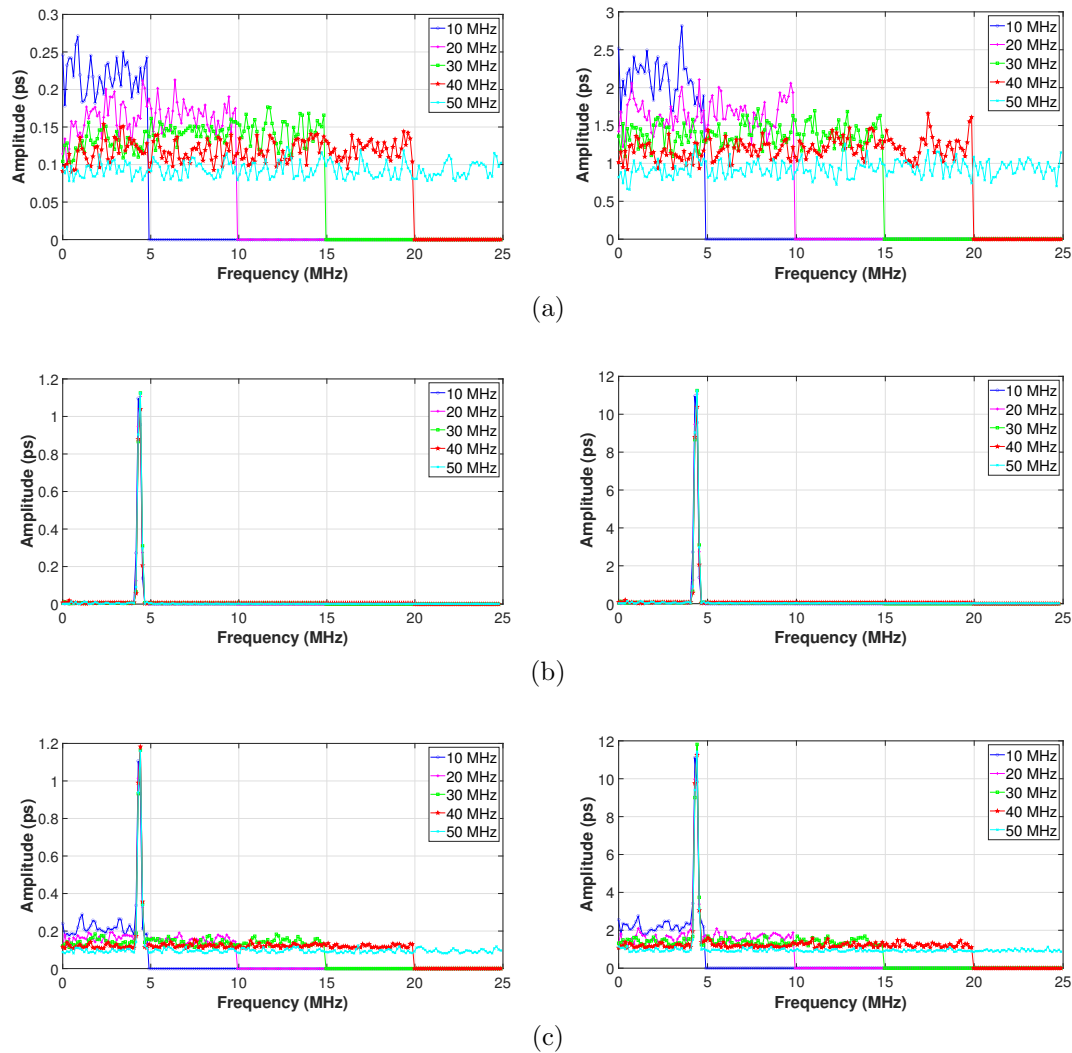 0.3
0.25
0.2
0.15
0.1
0.05
0
Amplitude (ps)
0 5 10 15 20 25
Frequency (MHz)
10 MHz
20 MHz
30 MHz
40 MHz
50 MHz
3
2.5
2
1.5
1
5
0
Amplitude (ps)
0 5 10 15 20 25
Frequency (MHz)
10 MHz
20 MHz
30 MHz
40 MHz
50 MHz
(a)
1.2
1
0.8
0.6
0.4
0.2
0
Amplitude (ps)
0 5 10 15 20 25
Frequency (MHz)
10 MHz
20 MHz
30 MHz
40 MHz
50 MHz
12
10
8
6
4
2
0
Amplitude (ps)
0 5 10 15 20 25
Frequency (MHz)
10 MHz
20 MHz
30 MHz
40 MHz
50 MHz
(b)
1.2
1
0.8
0.6
0.4
0.2
0
Amplitude (ps)
0 5 10 15 20 25
Frequency (MHz)
10 MHz
20 MHz
30 MHz
40 MHz
50 MHz
12
10
8
6
4
2
0
Amplitude (ps)
0 5 10 15 20 25
Frequency (MHz)
10 MHz
20 MHz
30 MHz
40 MHz
50 MHz
(c)